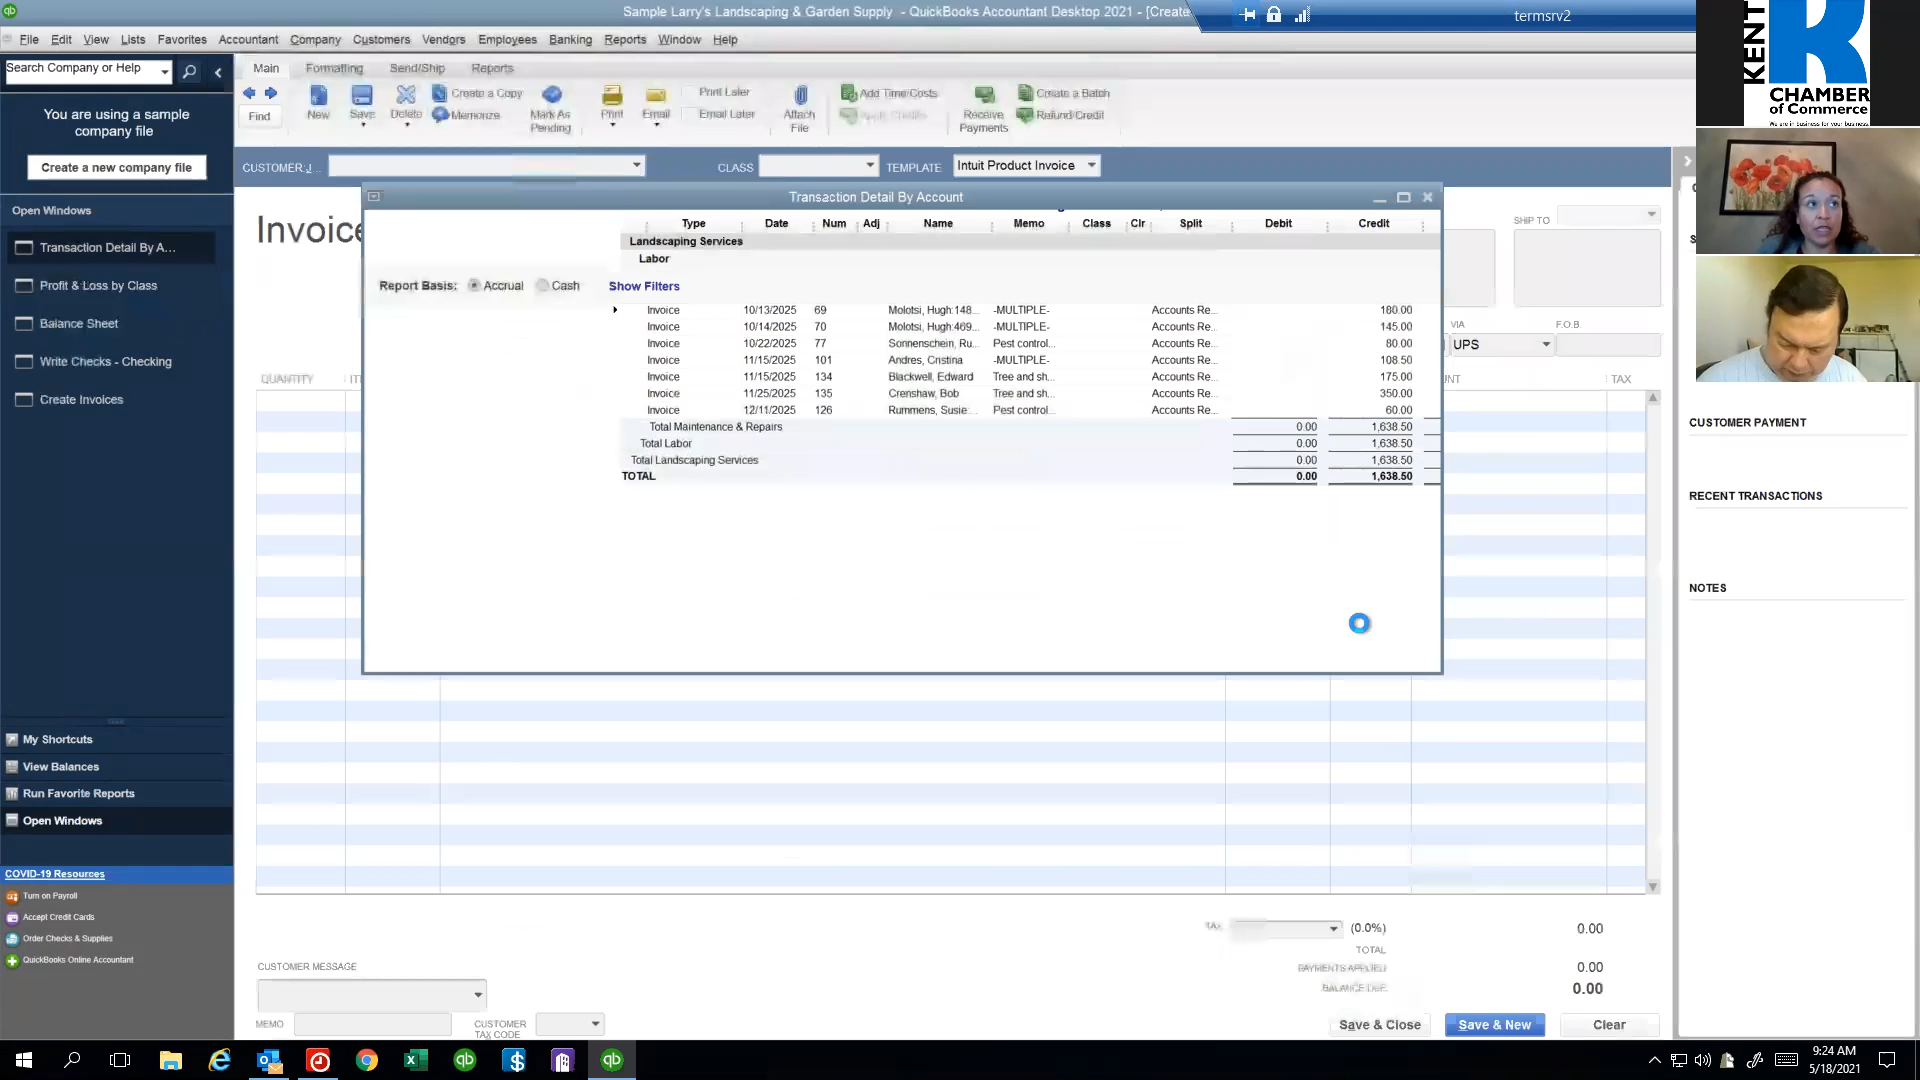 Sample Larry's Landscaping & Garden Supply - QuickBooks Accountant Desktop 2021 - [Create
termsrv2
File Edit View Lists Favorites Accountant Company Customers Vendors Employees Banking Reports Window Help
Search Company or Help
Main Formatting Send/Ship Reports
Find
New Save Delete
Create a Copy
Memorize
Mark As Pending
Print Email
Print Later
Email Later
Attach File
Add Time/Costs
Apply Credits
Receive Payments
Create a Batch
Refund/Credit
You are using a sample
company file
Create a new company file
CUSTOMER:J... CLASS TEMPLATE Intuit Product Invoice
Open Windows
Transaction Detail By A...
Profit & Loss by Class
Balance Sheet
Write Checks - Checking
Create Invoices
Invoice
Transaction Detail By Account
Type Date Num Adj Name Memo Class Clr Split Debit Credit
Landscaping Services
Labor
Report Basis: Accrual Cash Show Filters
Invoice 10/13/2025 69 Molotsi, Hugh:148... -MULTIPLE- Accounts Re... 180.00
Invoice 10/14/2025 70 Molotsi, Hugh:469... -MULTIPLE- Accounts Re... 145.00
Invoice 10/22/2025 77 Sonnenschein, Ru... Pest control... Accounts Re... 80.00
Invoice 11/15/2025 101 Andres, Cristina -MULTIPLE- Accounts Re... 108.50
Invoice 11/15/2025 134 Blackwell, Edward Tree and sh... Accounts Re... 175.00
Invoice 11/25/2025 135 Crenshaw, Bob Tree and sh... Accounts Re... 350.00
Invoice 12/11/2025 126 Rummens, Susie:... Pest control... Accounts Re... 60.00
Total Maintenance & Repairs 0.00 1,638.50
Total Labor 0.00 1,638.50
Total Landscaping Services 0.00 1,638.50
TOTAL 0.00 1,638.50
SHIP TO
VIA F.O.B.
UPS
QUANTITY
TAX
CUSTOMER PAYMENT
RECENT TRANSACTIONS
NOTES
My Shortcuts
View Balances
Run Favorite Reports
Open Windows
COVID-19 Resources
Turn on Payroll
Accept Credit Cards
Order Checks & Supplies
QuickBooks Online Accountant
TAX (0.0%) 0.00
TOTAL
PAYMENTS APPLIED 0.00
BALANCE DUE 0.00
CUSTOMER MESSAGE
MEMO
CUSTOMER TAX CODE
Save & Close Save & New Clear
9:24 AM
5/18/2021
KENT
CHAMBER
of Commerce
We are in business for your business.